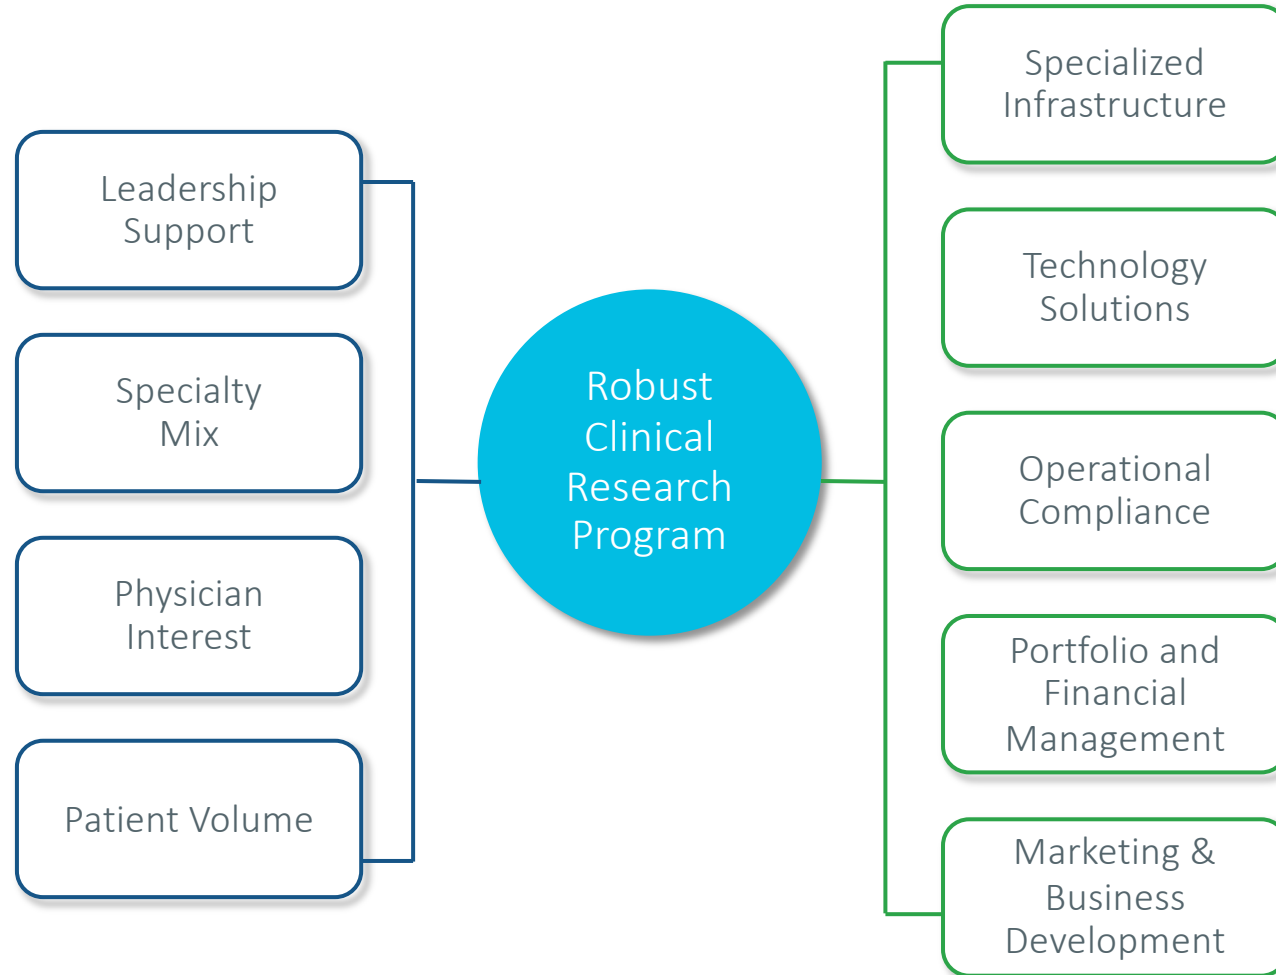 Leadership
Support
Specialty
Mix
Physician
Interest
Patient Volume
Robust
Clinical
Research
Program
Specialized
Infrastructure
Technology
Solutions
Operational
Compliance
Portfolio and
Financial
Management
Marketing &
Business
Development